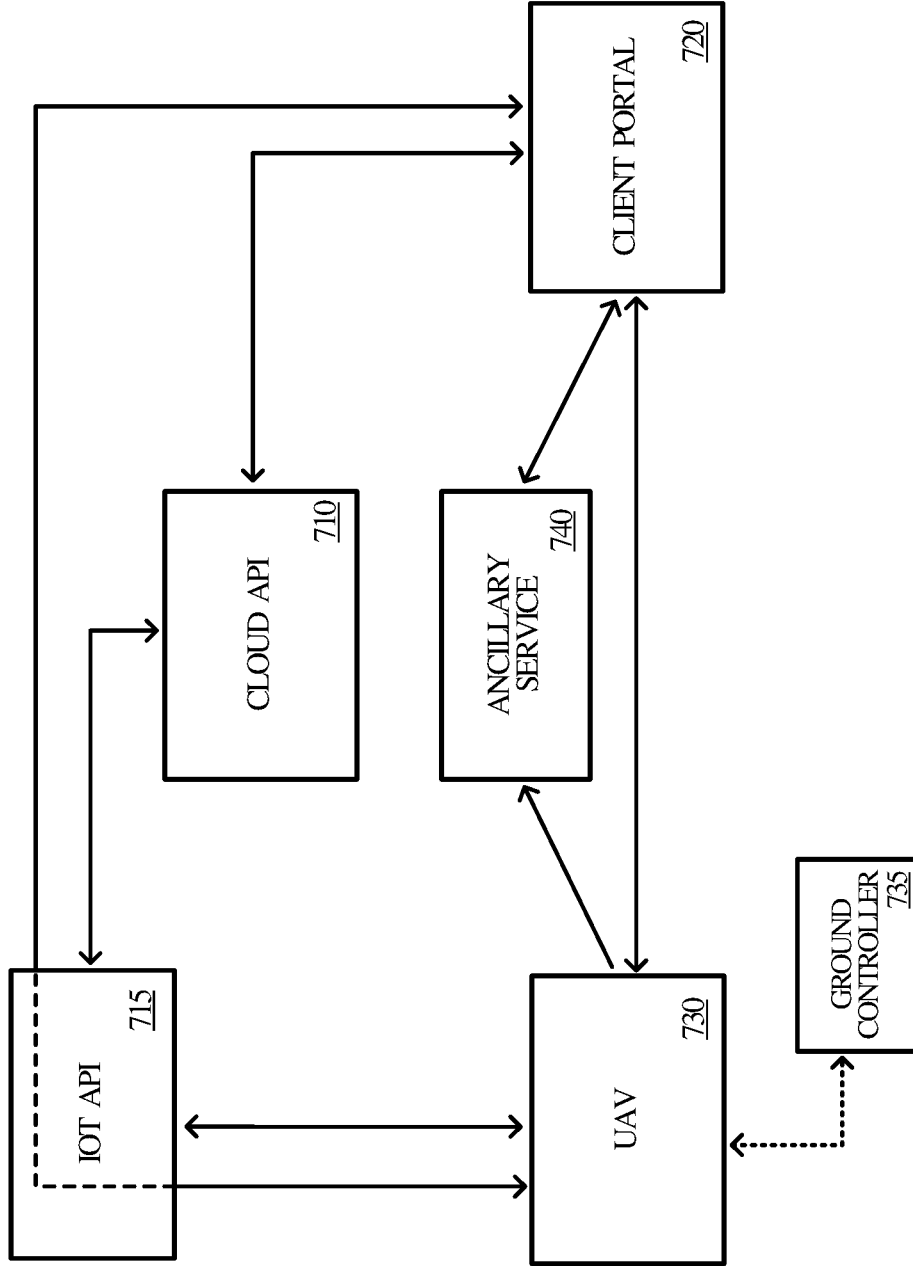 IOT API
715
CLOUD API
710
CLIENT PORTAL
720
ANCILLARY
SERVICE
740
UAV
730
GROUND
CONTROLLER
735